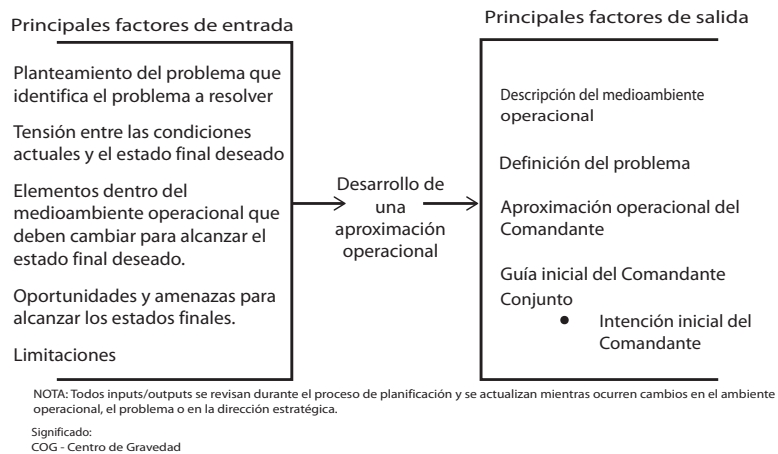 Principales factores de entrada
Planteamiento del problema que
identifica el problema a resolver
Tensión entre las condiciones
actuales y el estado final deseado
Elementos dentro del
medioambiente operacional que
deben cambiar para alcanzar el
estado final deseado.
Oportunidades y amenazas para
alcanzar los estados finales.
Limitaciones
Desarrollo de
una
aproximación
operacional
Principales factores de salida
Descripción del medioambiente
operacional
Definición del problema
Aproximación operacional del
Comandante
Guía inicial del Comandante
Conjunto
• Intención inicial del
Comandante
NOTA: Todos inputs/outputs se revisan durante el proceso de planificación y se actualizan mientras ocurren cambios en el ambiente
operacional, el problema o en la dirección estratégica.
Significado:
COG - Centro de Gravedad